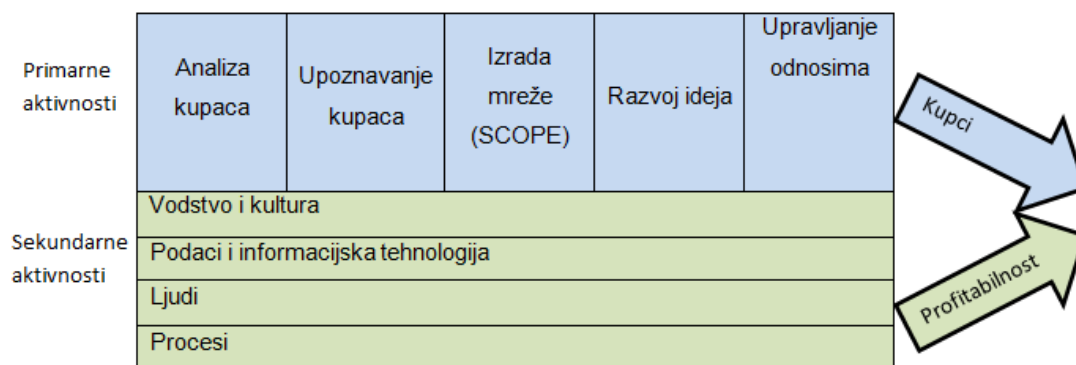 Primarne
aktivnosti
Analiza
kupaca
Upoznavanje
kupaca
Izrada
mreže
(SCOPE)
Razvoj ideja
Upravljanje
odnosima
Kupci
Sekundarne
aktivnosti
Vodstvo i kultura
Podaci i informacijska tehnologija
Ljudi
Procesi
Profitabilnost